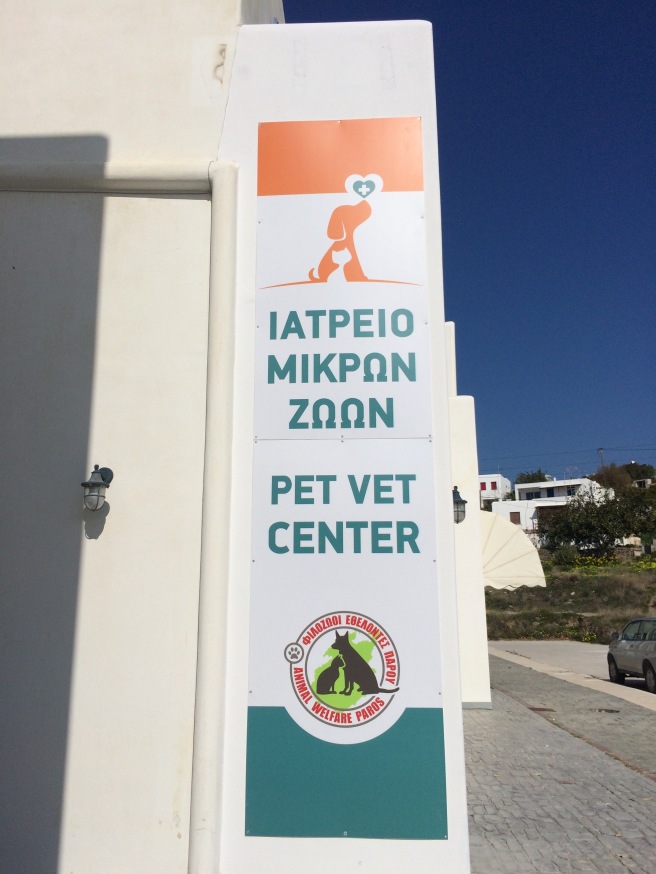 ΙΑΤΡΕΙΟ
ΜΙΚΡΩΝ
ΖΩΩΝ
PET VET
CENTER
ΦΙΛΟΖΩΟΙ ΕΘΕΛΟΝΤΕΣ ΠΑΡΟΥ
ANIMAL WELFARE PAROS